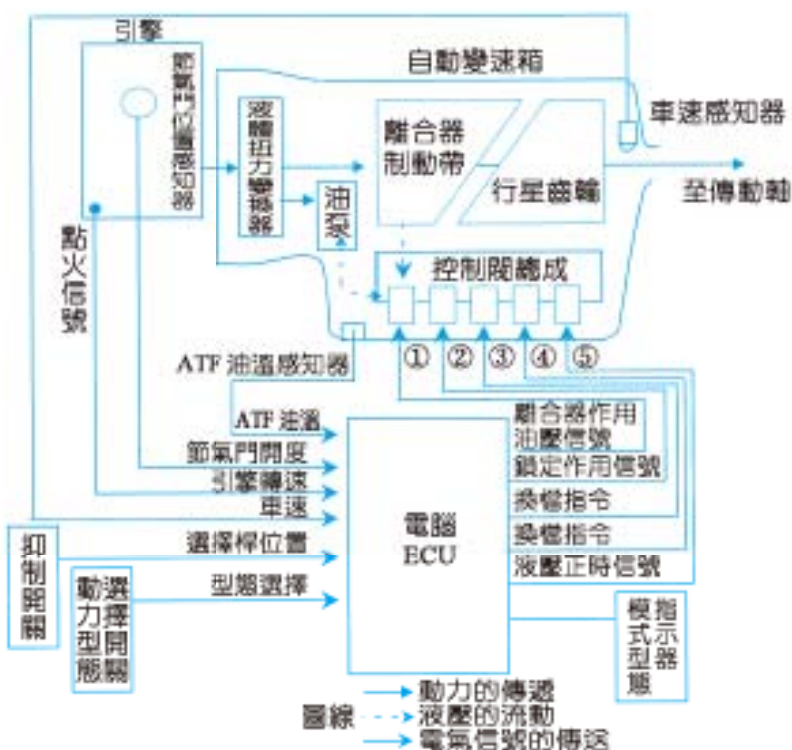 引擎
節氣門位置感知器
點火信號
液體扭力變換器
油泵
自動變速箱
離合器
制動帶
行星齒輪
車速感知器
至傳動軸
控制閥總成
① ② ③ ④ ⑤
ATF 油溫感知器
ATF 油溫
節氣門開度
引擎轉速
車速
選擇桿位置
型態選擇
抑制開關
動力型態
選擇開關
電腦
ECU
離合器作用
油壓信號
鎖定作用信號
換檔指令
換檔指令
液壓正時信號
模式型態
指示器
圖線
動力的傳遞
液壓的流動
電氣信號的傳送